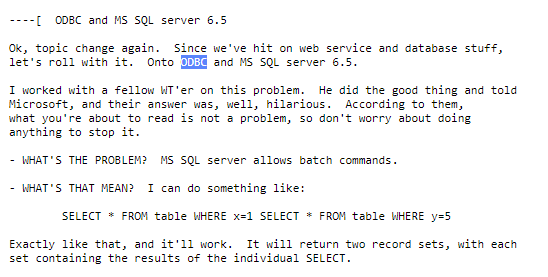 ----[  ODBC and MS SQL server 6.5
Ok, topic change again.  Since we've hit on web service and database stuff,
let's roll with it.  Onto ODBC and MS SQL server 6.5.
I worked with a fellow WT'er on this problem.  He did the good thing and told
Microsoft, and their answer was, well, hilarious.  According to them,
what you're about to read is not a problem, so don't worry about doing
anything to stop it.
- WHAT'S THE PROBLEM?  MS SQL server allows batch commands.
- WHAT'S THAT MEAN?  I can do something like:
SELECT * FROM table WHERE x=1 SELECT * FROM table WHERE y=5
Exactly like that, and it'll work.  It will return two record sets, with each
set containing the results of the individual SELECT.